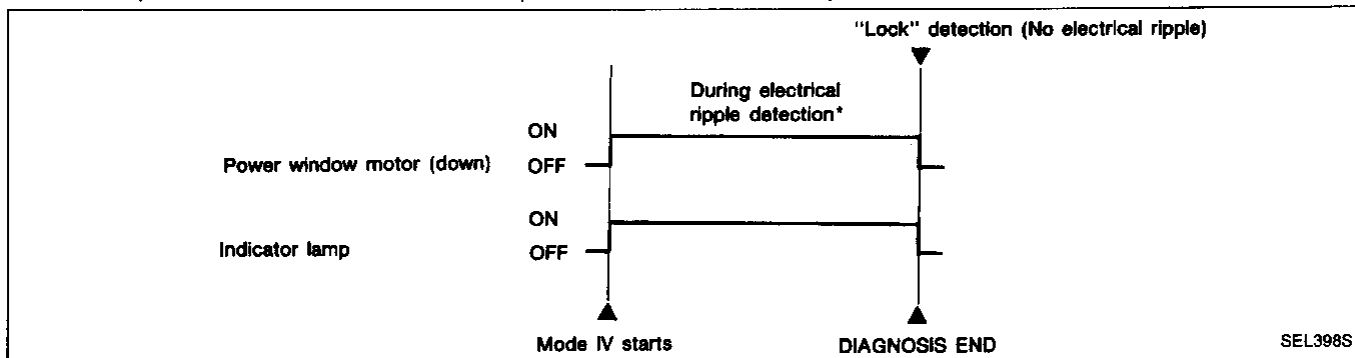 "Lock" detection (No electrical ripple)
During electrical
ripple detection*
ON
Power window motor (down) OFF
ON
Indicator lamp OFF
Mode IV starts DIAGNOSIS END
SEL398S